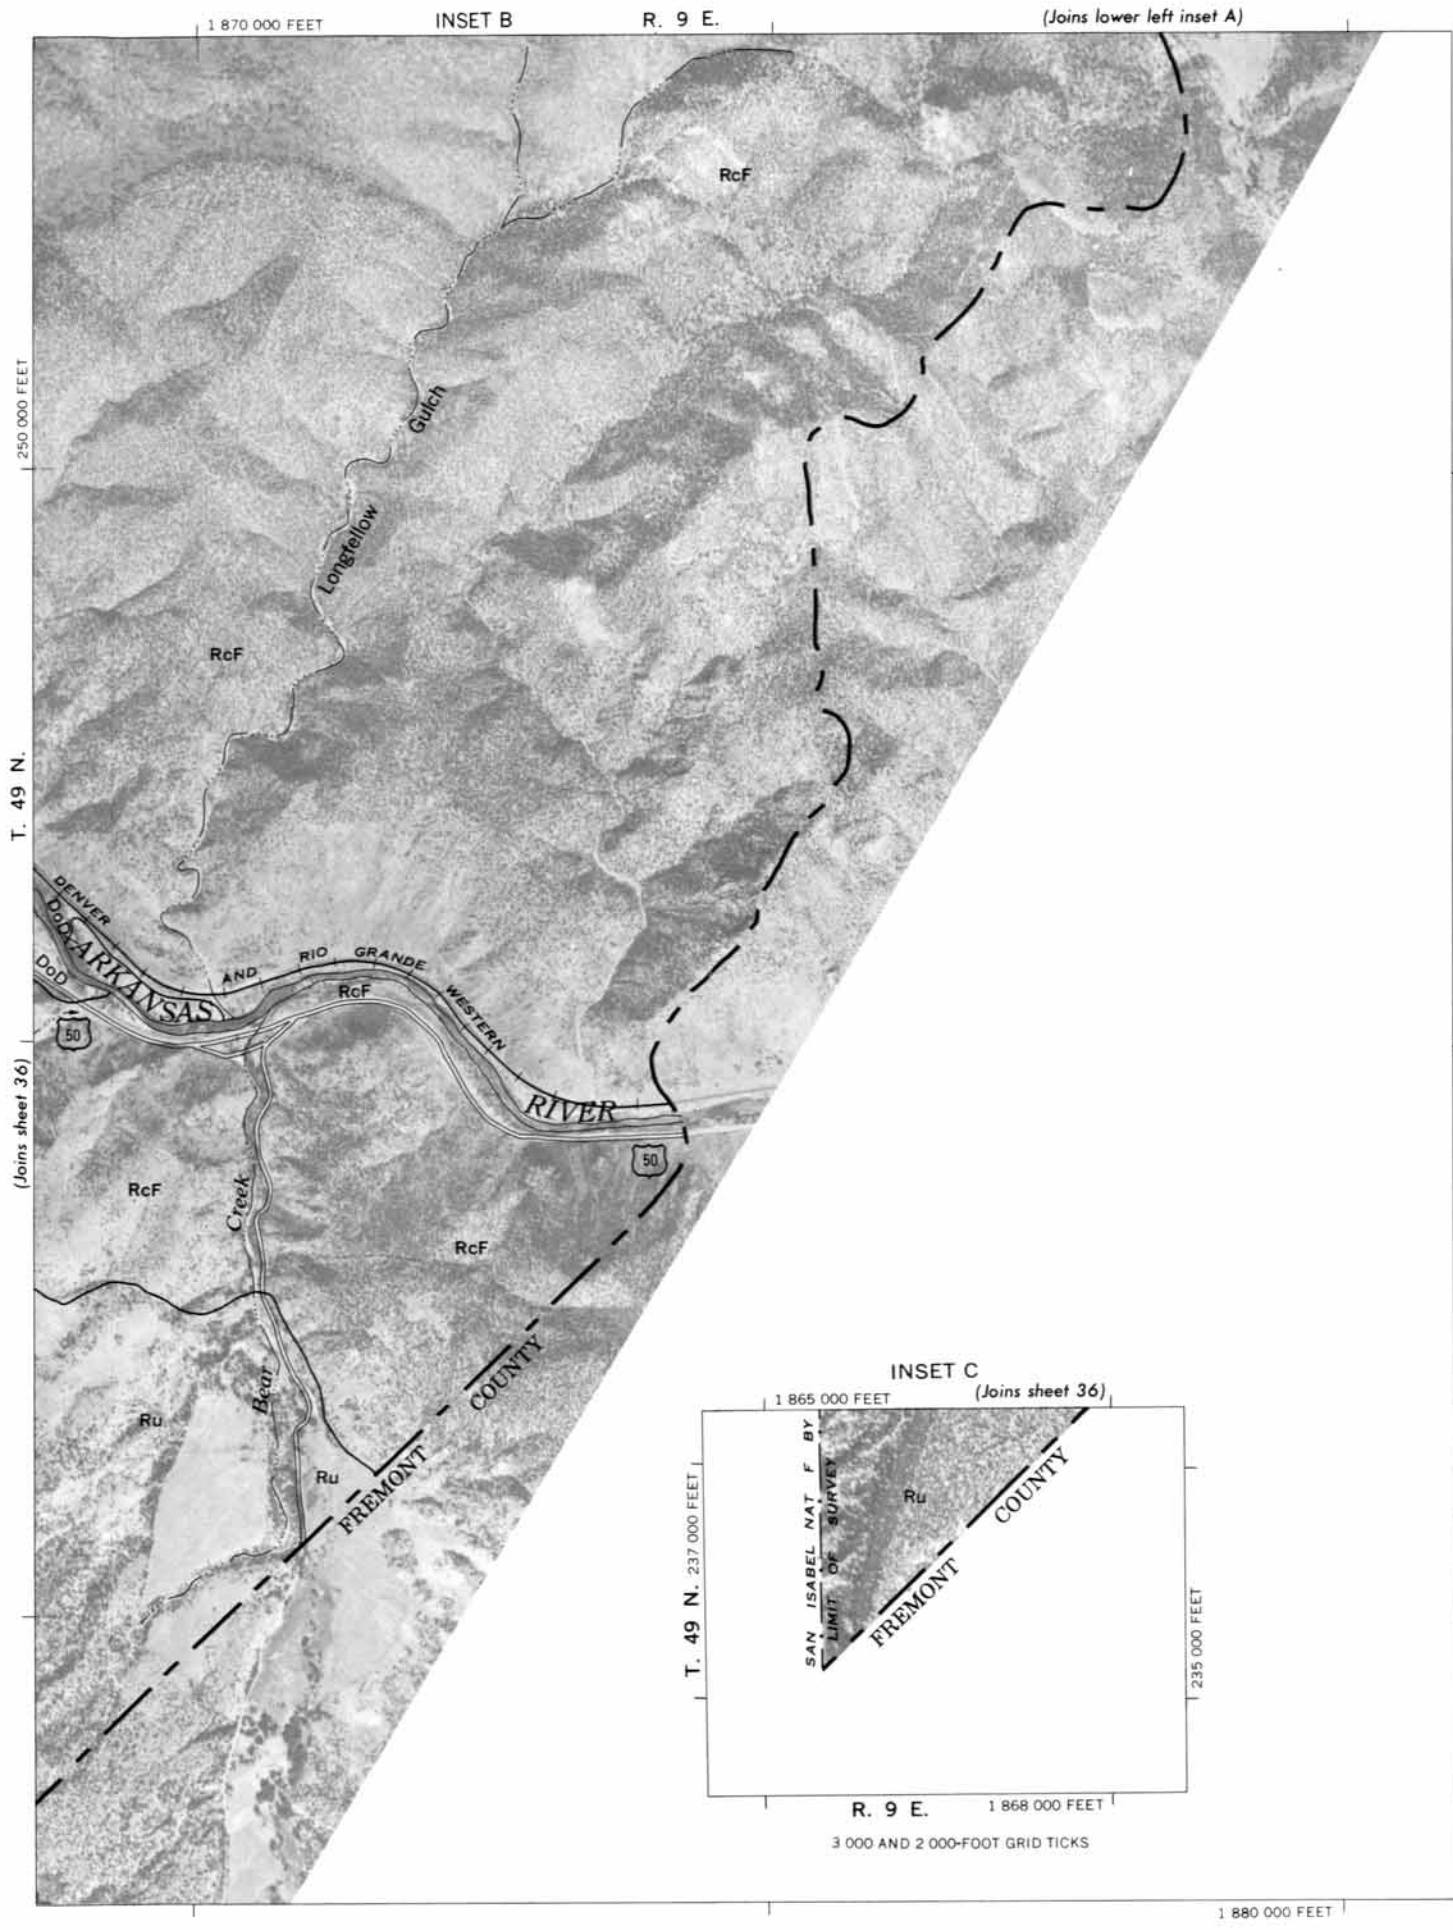 1 870 000 FEET
INSET B
R. 9 E.
(Joins lower left inset A)
RcF
250 000 FEET
Gulch
Longfellow
RcF
T. 49 N.
DENVER
DoD
ARKANSAS
DoD
AND
RIO
GRANDE
WESTERN
RcF
50
(Joins sheet 36)
RIVER
50
RcF
Creek
RcF
Bear
COUNTY
Ru
Ru
FREMONT
INSET C
(Joins sheet 36)
1 865 000 FEET
SAN ISABEL NAT F BY
LIMIT OF SURVEY
Ru
COUNTY
FREMONT
237 000 FEET
T. 49 N.
235 000 FEET
R. 9 E.
1 868 000 FEET
3 000 AND 2 000-FOOT GRID TICKS
1 880 000 FEET